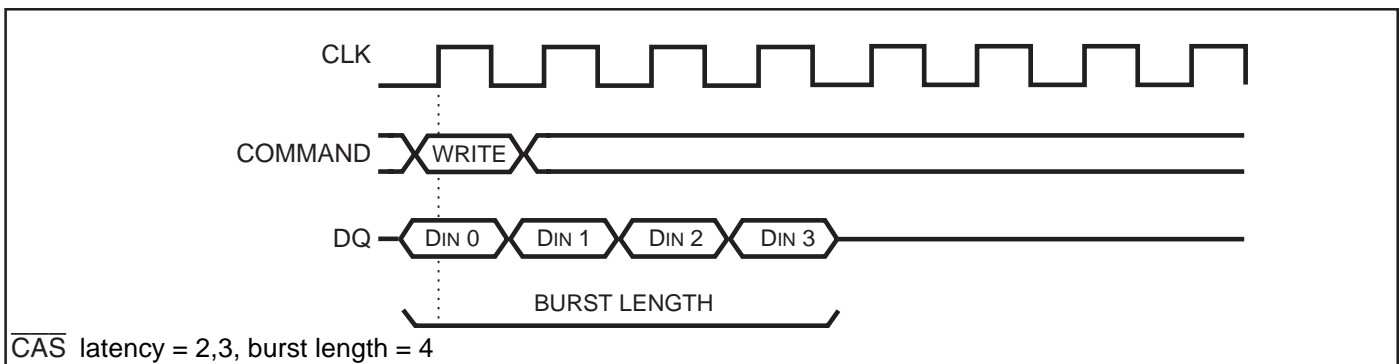 CLK
COMMAND WRITE
DQ DIN 0 DIN 1 DIN 2 DIN 3
BURST LENGTH
CAS latency = 2,3, burst length = 4